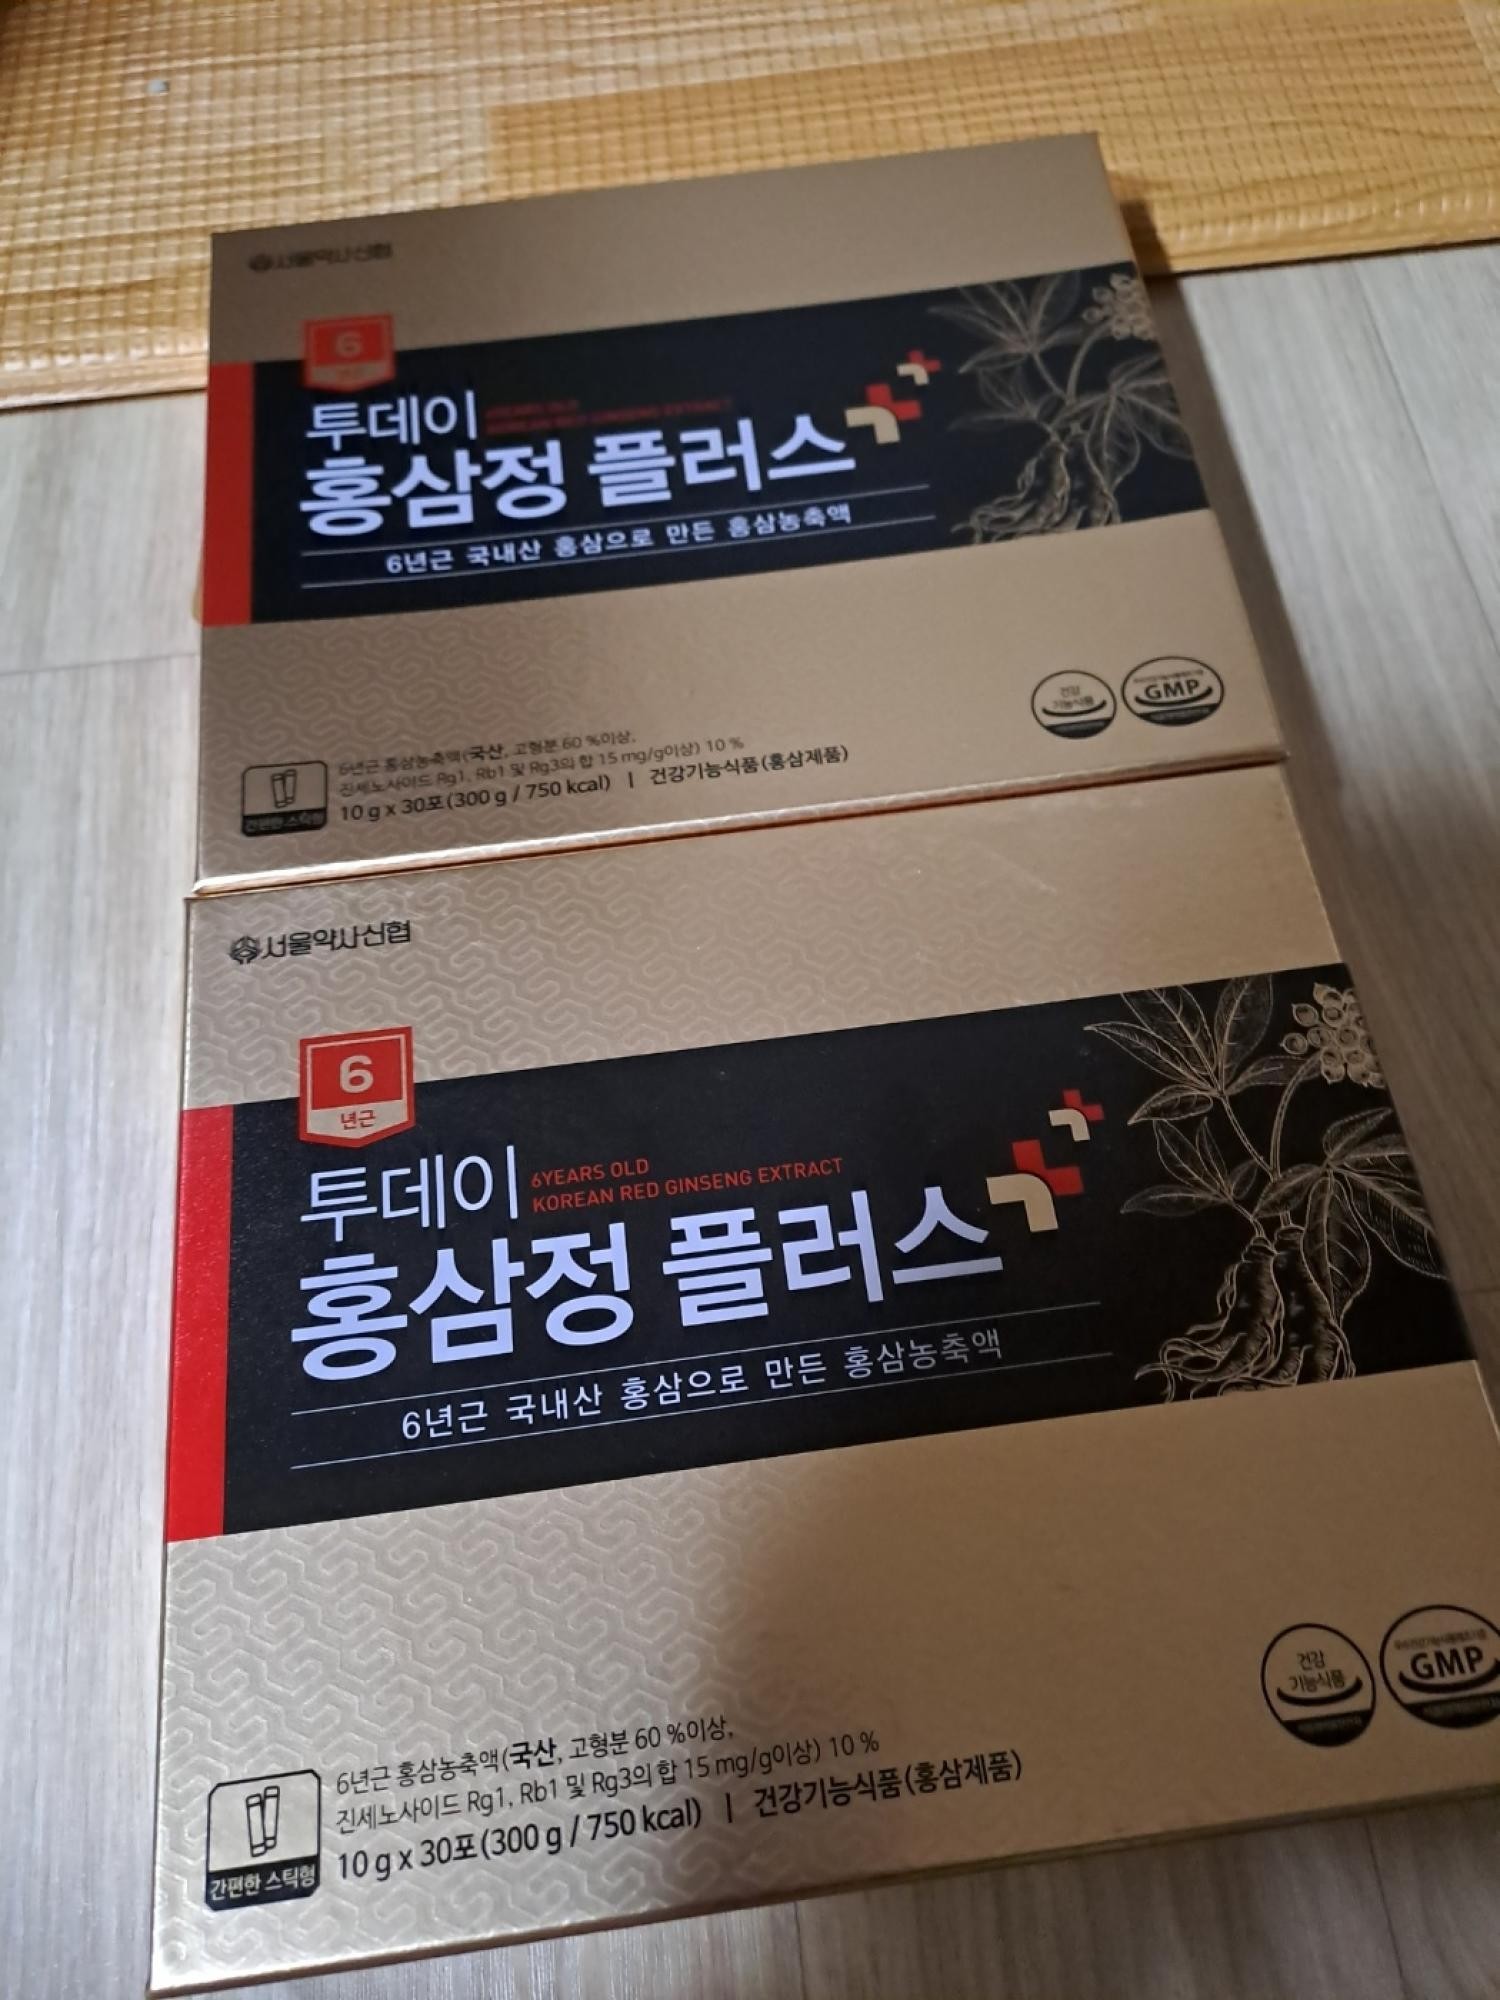 서울약사신협
6
투데이
6YEARS OLD
KOREAN RED GINSENG EXTRACT
홍삼정 플러스
6년근 국내산 홍삼으로 만든 홍삼농축액
건강
기능식품
GMP
6년근 홍삼농축액(국산, 고형분 60 %이상,
진세노사이드 Rg1, Rb1 및 Rg3의 합 15 mg/g이상) 10 %
10 g x 30포(300 g / 750 kcal) | 건강기능식품(홍삼제품)
간편한 스틱형
서울약사신협
6
년근
투데이
6YEARS OLD
KOREAN RED GINSENG EXTRACT
홍삼정 플러스
6년근 국내산 홍삼으로 만든 홍삼농축액
건강
기능식품
GMP
6년근 홍삼농축액(국산, 고형분 60 %이상,
진세노사이드 Rg1, Rb1 및 Rg3의 합 15 mg/g이상) 10 %
10 g x 30포(300 g / 750 kcal) | 건강기능식품(홍삼제품)
간편한 스틱형